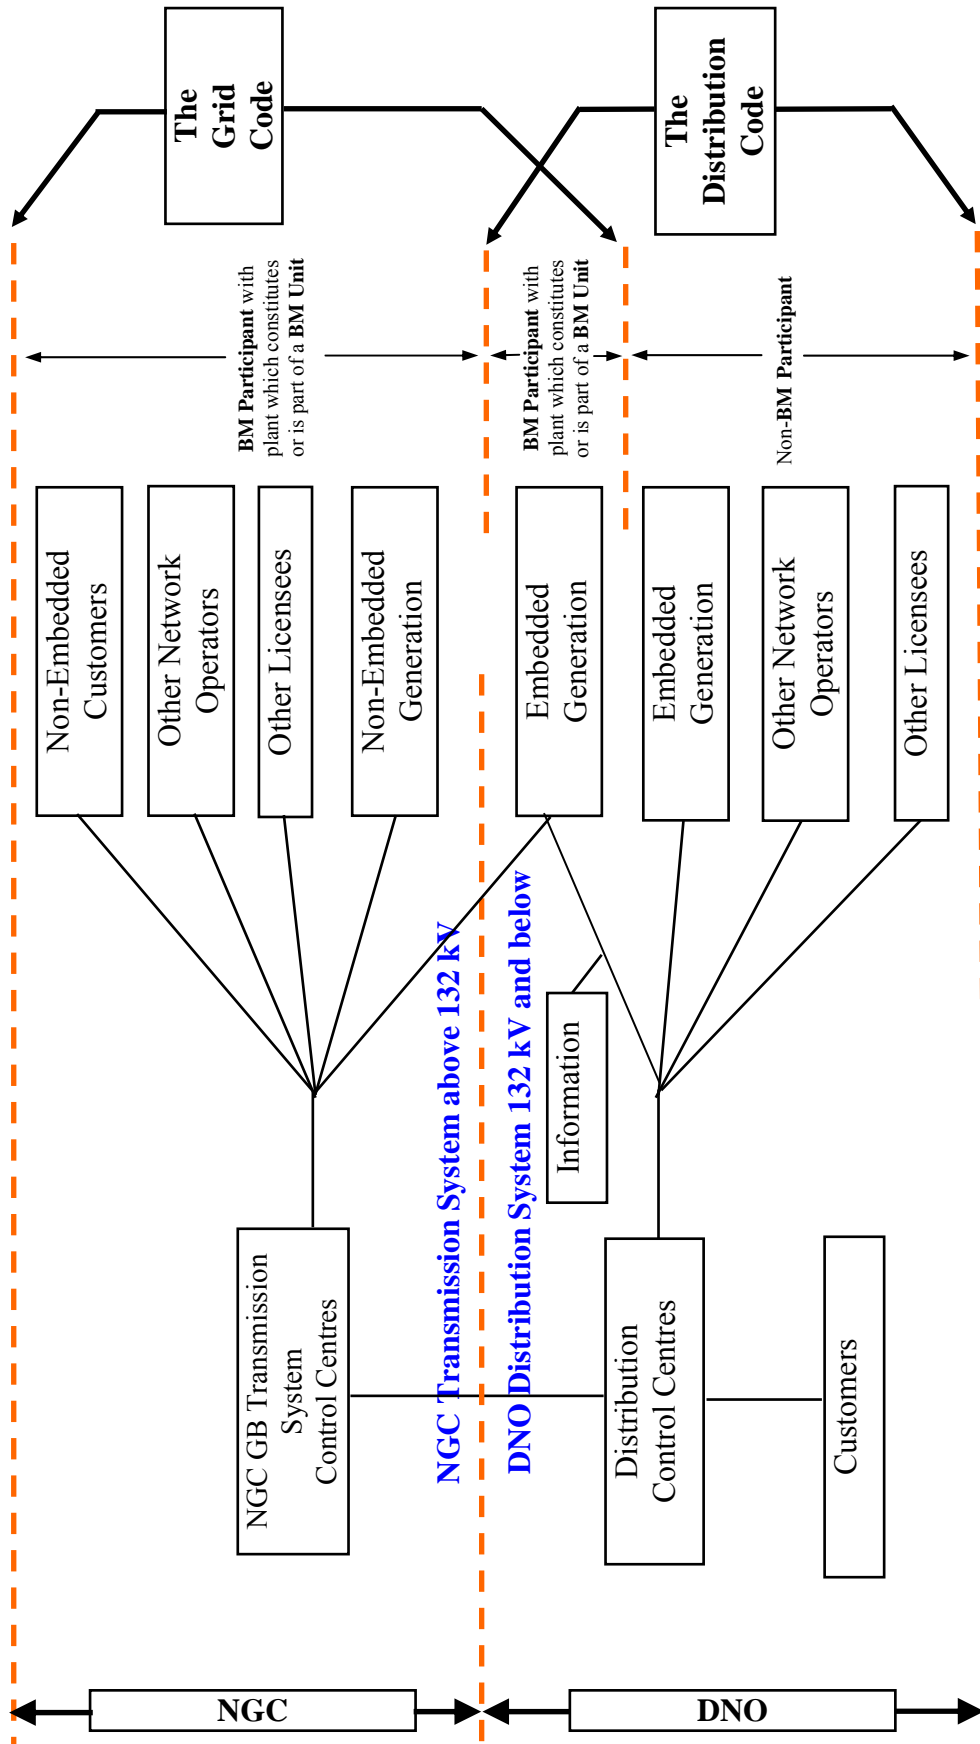 The
Grid
Code
The
Distribution
Code
BM Participant with
plant which constitutes
or is part of a BM Unit
BM Participant with
plant which constitutes
or is part of a BM Unit
Non-BM Participant
Non-Embedded
Customers
Other Network
Operators
Other Licensees
Non-Embedded
Generation
Embedded
Generation
Embedded
Generation
Other Network
Operators
Other Licensees
NGC Transmission System above 132 kV
DNO Distribution System 132 kV and below
Information
NGC GB Transmission
System
Control Centres
Distribution
Control Centres
Customers
NGC
DNO